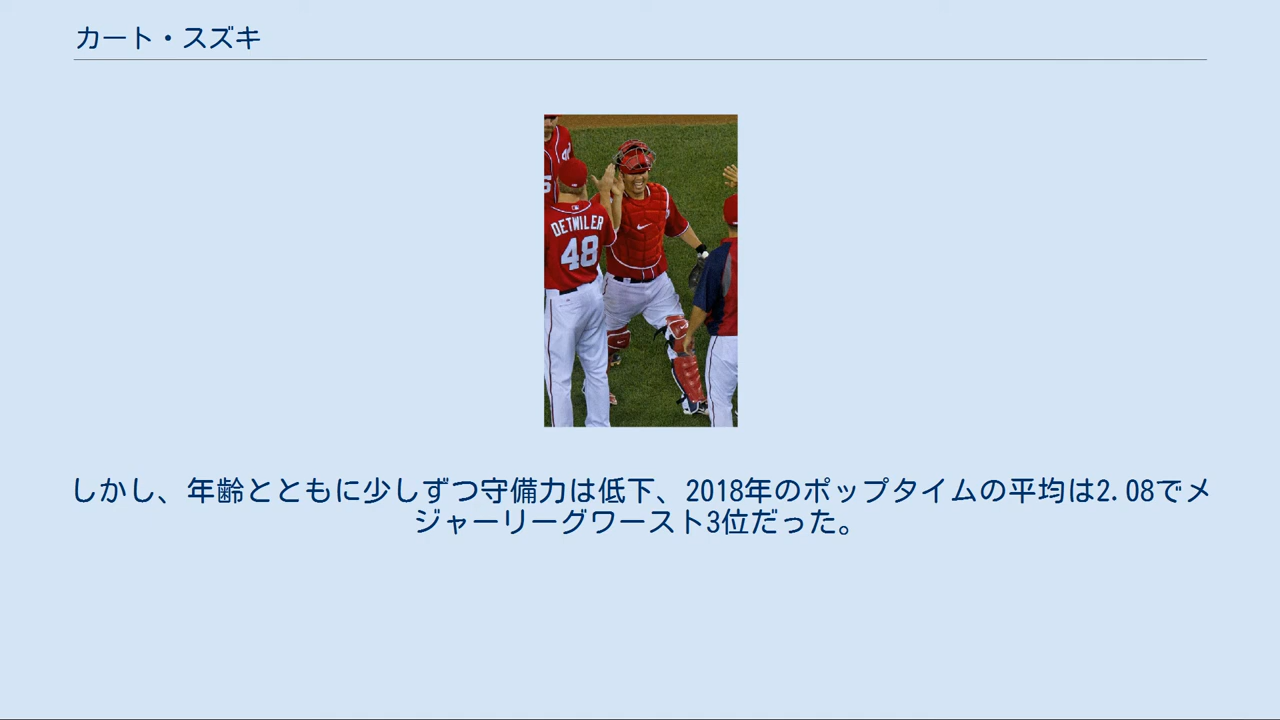 カート・スズキ
DETWILER
48
しかし、年齢とともに少しずつ守備力は低下、2018年のポップタイムの平均は2.08でメ
ジャーリーグワースト3位だった。